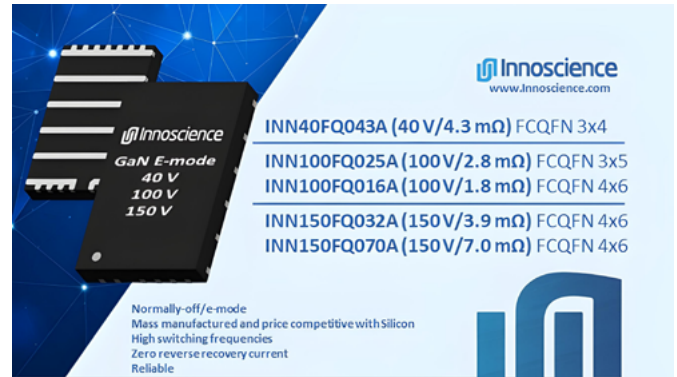 Innoscience
www.Innoscience.com
Innoscience
GaN E-mode
40 V
100 V
150 V
INN40FQ043A (40 V/4.3 mΩ) FCQFN 3x4
INN100FQ025A (100 V/2.8 mΩ) FCQFN 3x5
INN100FQ016A (100 V/1.8 mΩ) FCQFN 4x6
INN150FQ032A (150 V/3.9 mΩ) FCQFN 4x6
INN150FQ070A (150 V/7.0 mΩ) FCQFN 4x6
Normally-off/e-mode
Mass manufactured and price competitive with Silicon
High switching frequencies
Zero reverse recovery current
Reliable